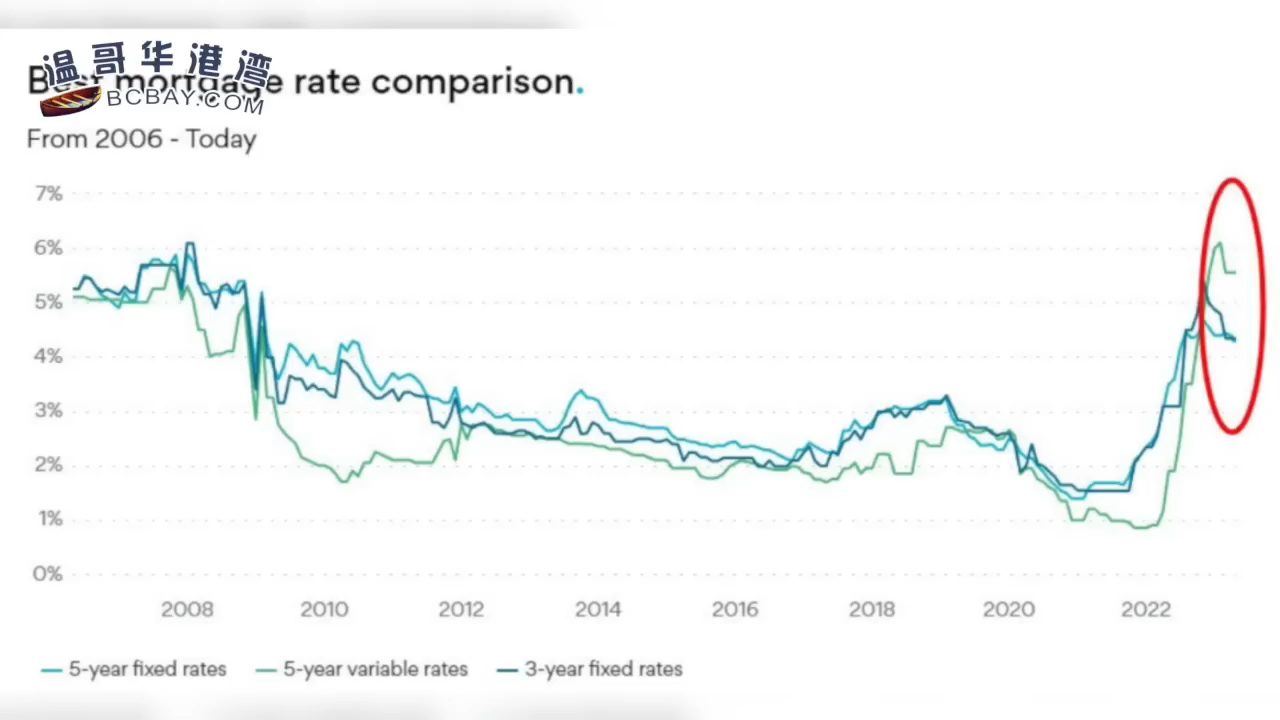 温哥华港湾
BCBAY.COM
Best mortgage rate comparison.
From 2006 - Today
7%
6%
5%
4%
3%
2%
1%
0%
2008 2010 2012 2014 2016 2018 2020 2022
5-year fixed rates 5-year variable rates 3-year fixed rates